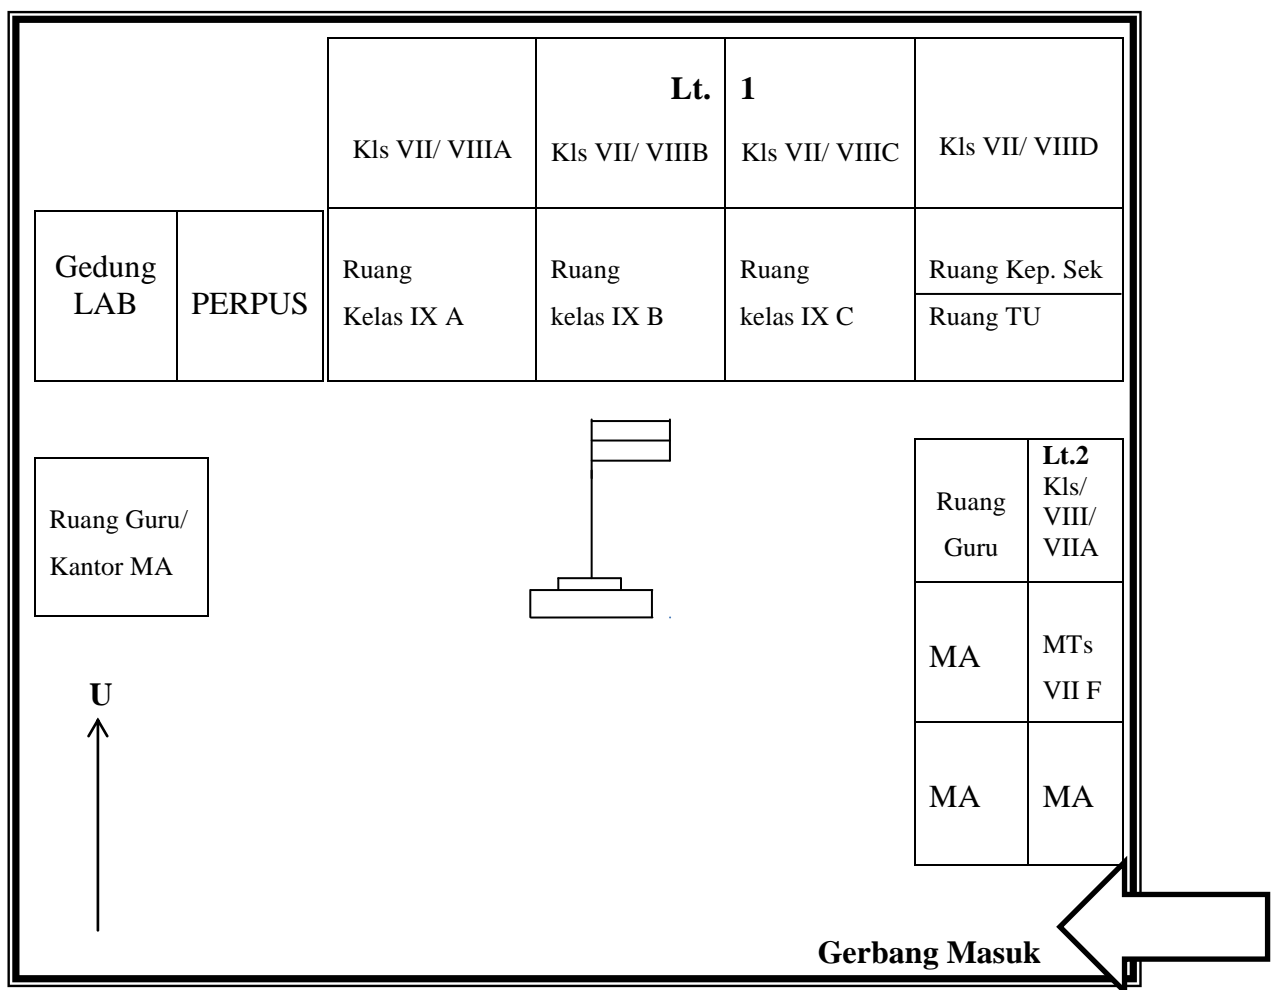 Lt. 1
Kls VII/ VIIIA
Kls VII/ VIIIB
Kls VII/ VIIIC
Kls VII/ VIIID
Gedung
LAB
PERPUS
Ruang
Kelas IX A
Ruang
kelas IX B
Ruang
kelas IX C
Ruang Kep. Sek
Ruang TU
Ruang Guru/
Kantor MA
Ruang
Guru
Lt.2
Kls/
VIII/
VIIA
MA
MTs
VII F
U
MA
MA
Gerbang Masuk